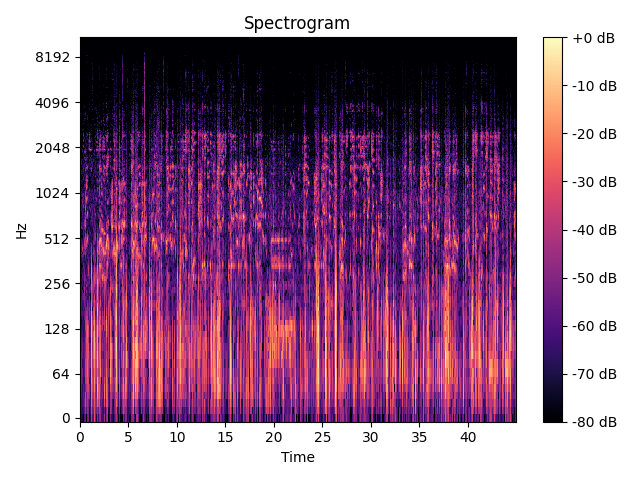 Spectrogram
8192
4096
2048
1024
512
256
128
64
0
Hz
0 5 10 15 20 25 30 35 40
Time
+0 dB
-10 dB
-20 dB
-30 dB
-40 dB
-50 dB
-60 dB
-70 dB
-80 dB